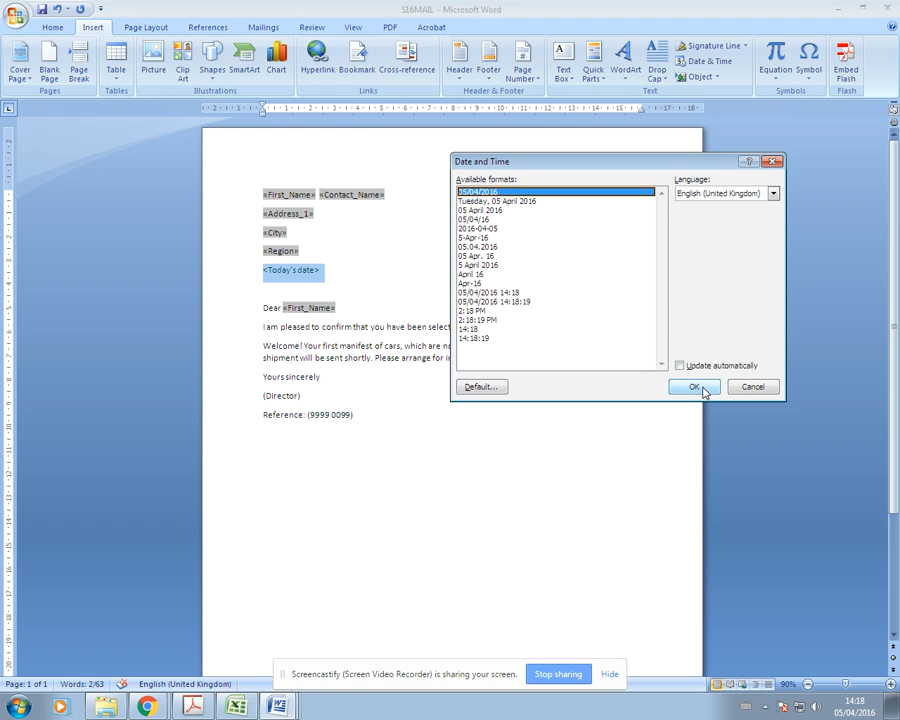 S16MAIL - Microsoft Word
Home Insert Page Layout References Mailings Review View PDF Acrobat
Cover Page Blank Page Page Break Table Picture Clip Art Shapes SmartArt Chart Hyperlink Bookmark Cross-reference Header Footer Page Number Text Box Quick Parts WordArt Drop Cap Signature Line Date & Time Object Equation Symbol Embed Flash
Pages Tables Illustrations Links Header & Footer Text Symbols Flash
«First_Name» «Contact_Name»
«Address_1»
«City»
«Region»
<Today's date>
Dear «First_Name»
I am pleased to confirm that you have been select
Welcome! Your first manifest of cars, which are no
shipment will be sent shortly. Please arrange for i
Yours sincerely
(Director)
Reference: (9999 0099)
Date and Time
Available formats:
05/04/2016
Tuesday, 05 April 2016
05 April 2016
05/04/16
2016-04-05
5-Apr-16
05.04.2016
05 Apr. 16
5 April 2016
April 16
Apr-16
05/04/2016 14:18
05/04/2016 14:18:19
2:18 PM
2:18:19 PM
14:18
14:18:19
Language:
English (United Kingdom)
Update automatically
Default... OK Cancel
Screencastify (Screen Video Recorder) is sharing your screen. Stop sharing Hide
Page: 1 of 1 Words: 2/63 English (United Kingdom) 90%
14:18
05/04/2016